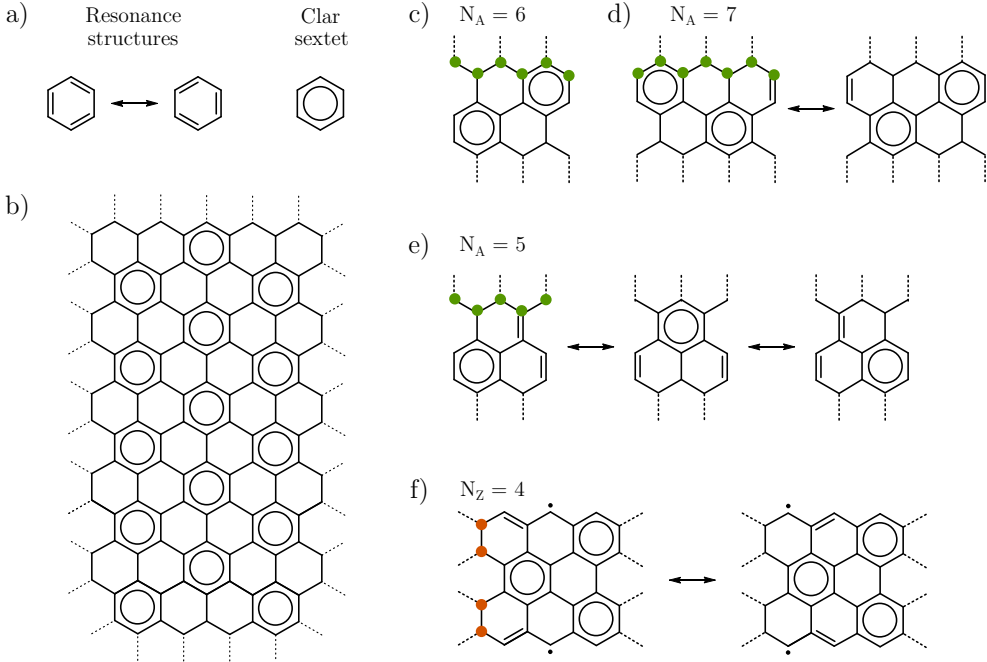 a)
Resonance
structures
Clar
sextet
b)
c)
N_A = 6
d)
N_A = 7
e)
N_A = 5
f)
N_Z = 4